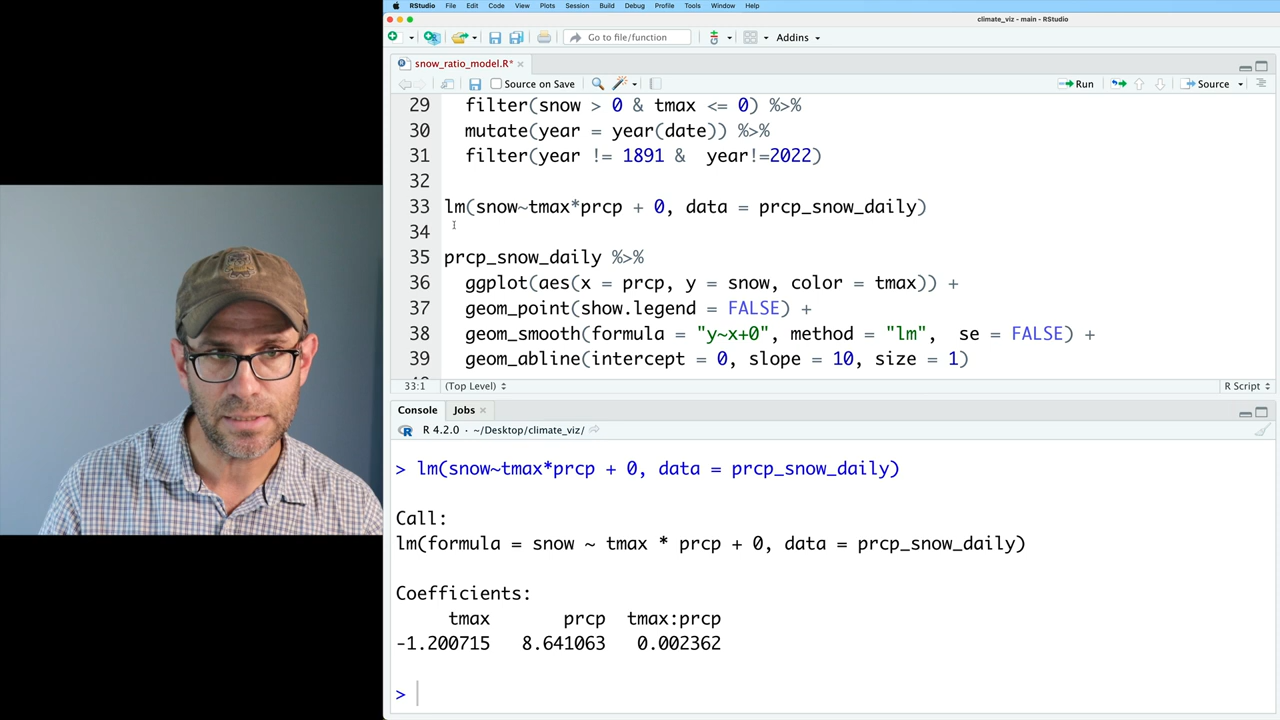 RStudio File Edit Code View Plots Session Build Debug Profile Tools Window Help
climate_viz - main - RStudio
Go to file/function Addins
snow_ratio_model.R*
Source on Save Run Source
29 filter(snow > 0 & tmax <= 0) %>%
30 mutate(year = year(date)) %>%
31 filter(year != 1891 & year!=2022)
32
33 lm(snow~tmax*prcp + 0, data = prcp_snow_daily)
34
35 prcp_snow_daily %>%
36 ggplot(aes(x = prcp, y = snow, color = tmax)) +
37 geom_point(show.legend = FALSE) +
38 geom_smooth(formula = "y~x+0", method = "lm", se = FALSE) +
39 geom_abline(intercept = 0, slope = 10, size = 1)
33:1 (Top Level) R Script
Console Jobs
R 4.2.0 · ~/Desktop/climate_viz/
> lm(snow~tmax*prcp + 0, data = prcp_snow_daily)
Call:
lm(formula = snow ~ tmax * prcp + 0, data = prcp_snow_daily)
Coefficients:
tmax prcp tmax:prcp
-1.200715 8.641063 0.002362
>